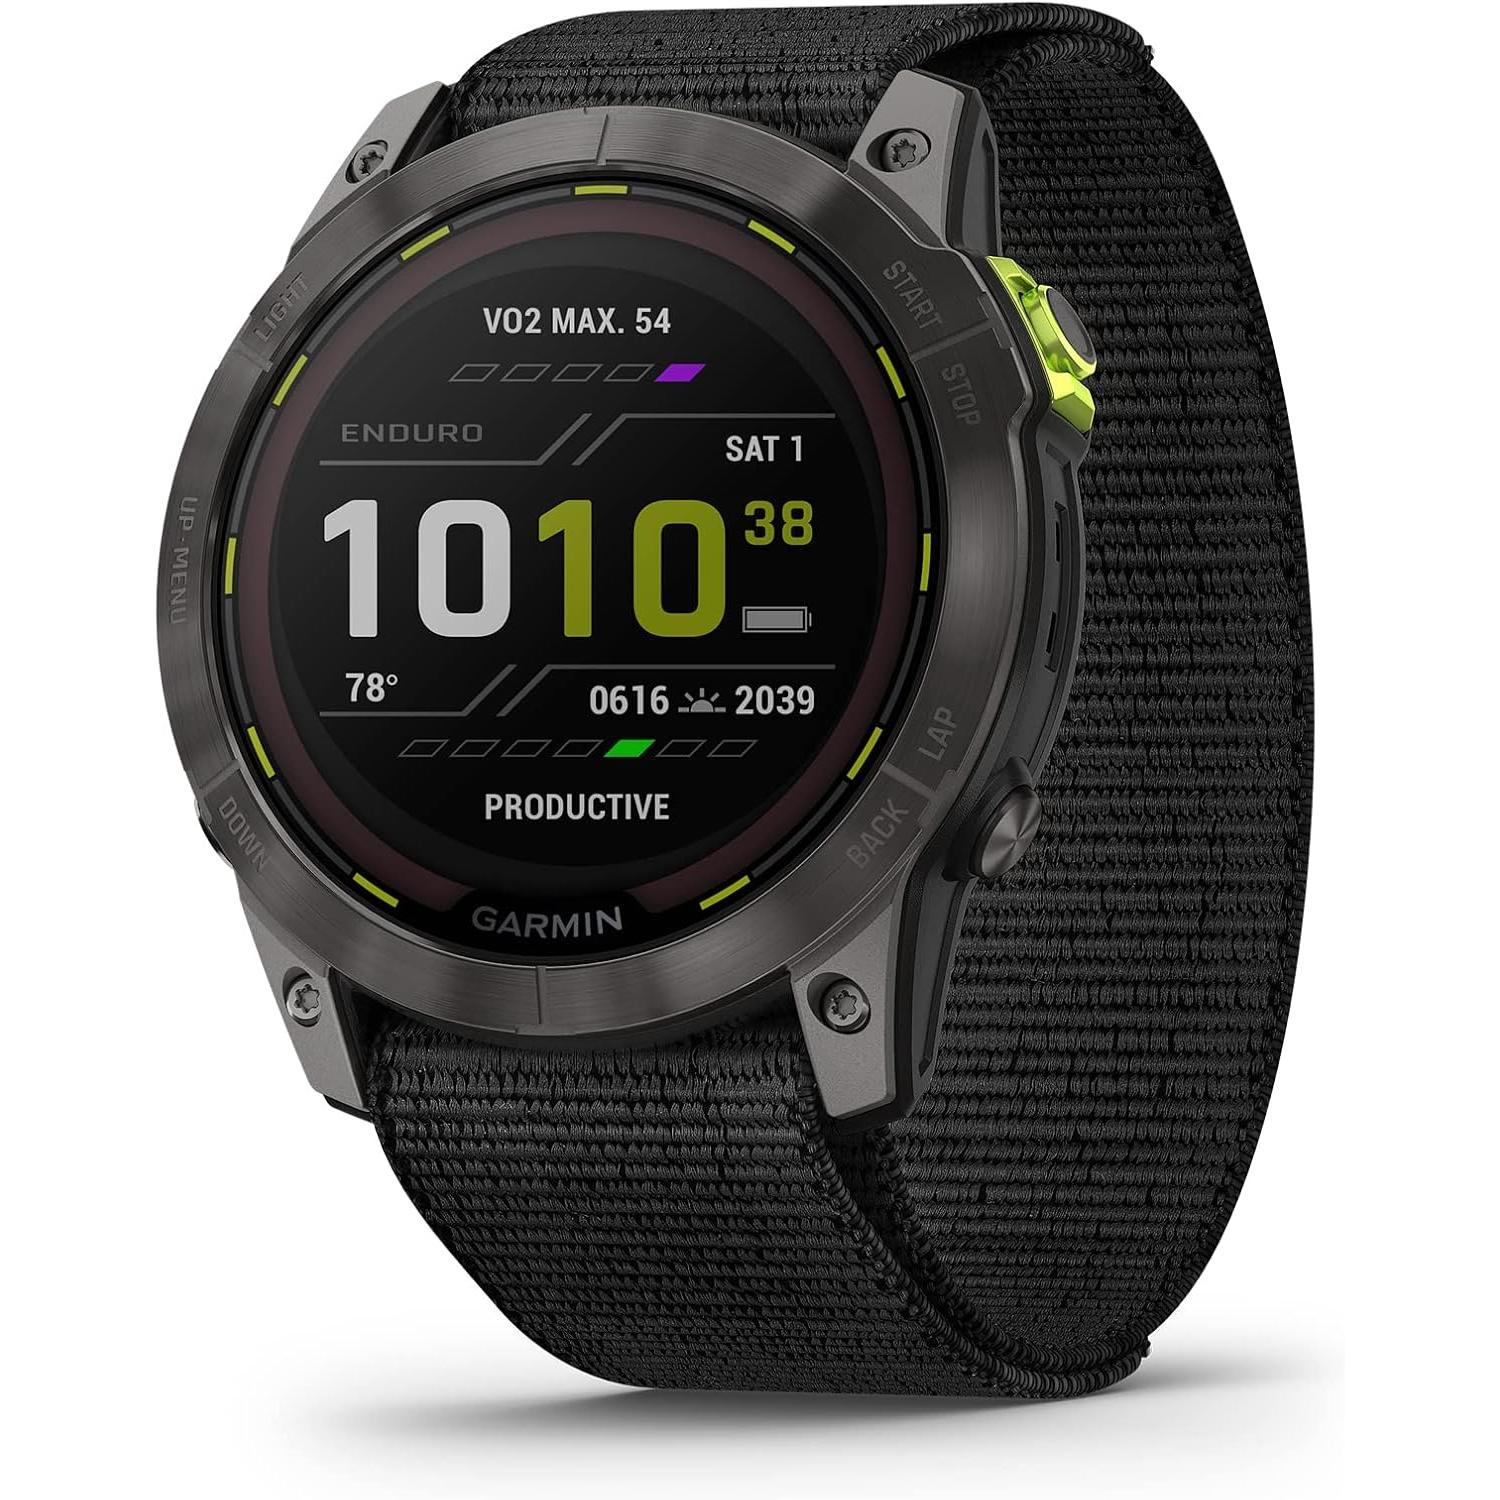 LIGHT
START
STOP
VO2 MAX. 54
ENDURO
SAT 1
1010 38
UP·MENU
78°
0616 2039
PRODUCTIVE
LAP
DOWN
BACK
GARMIN